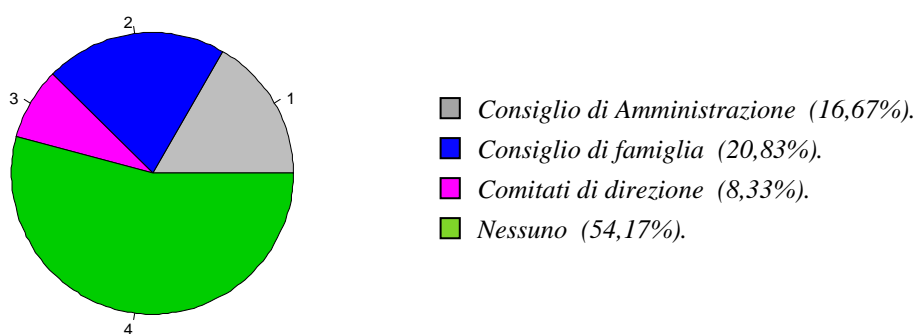 2
3
1
Consiglio di Amministrazione (16,67%).
Consiglio di famiglia (20,83%).
Comitati di direzione (8,33%).
Nessuno (54,17%).
4